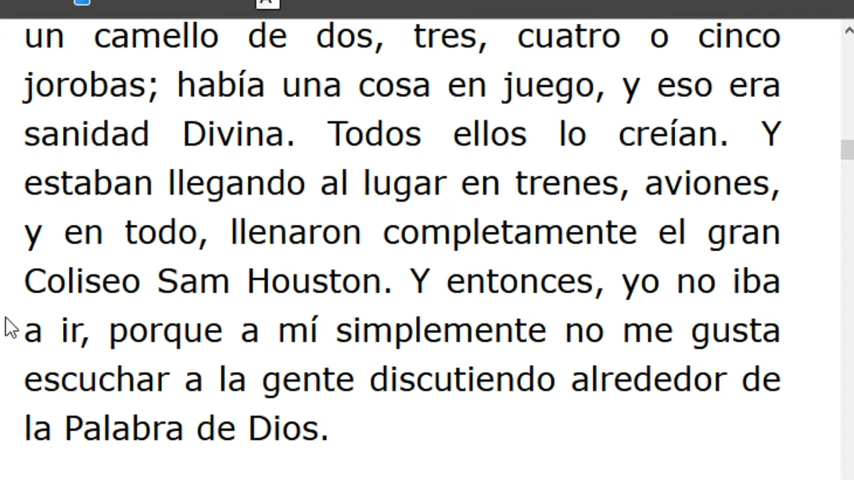 un camello de dos, tres, cuatro o cinco
jorobas; había una cosa en juego, y eso era
sanidad Divina. Todos ellos lo creían. Y
estaban llegando al lugar en trenes, aviones,
y en todo, llenaron completamente el gran
Coliseo Sam Houston. Y entonces, yo no iba
a ir, porque a mí simplemente no me gusta
escuchar a la gente discutiendo alrededor de
la Palabra de Dios.